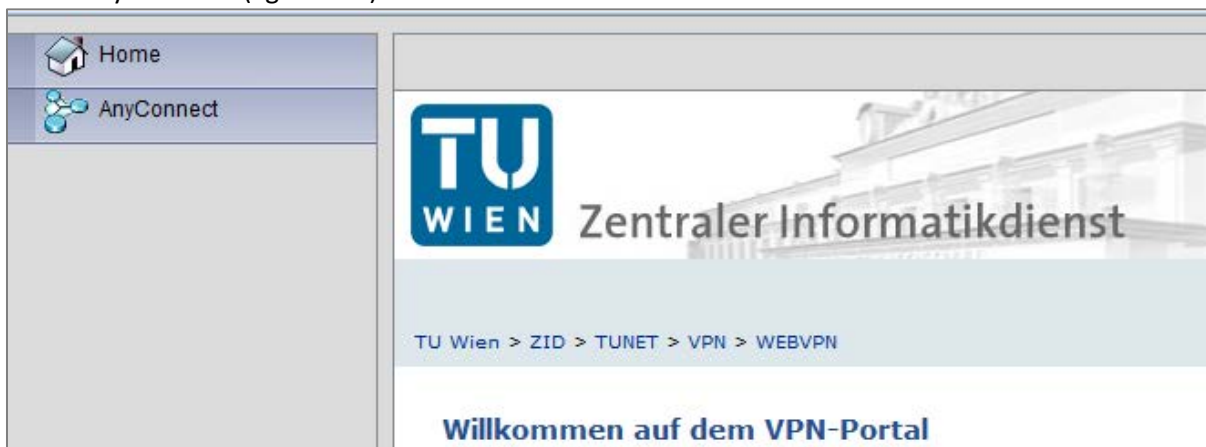 Home
AnyConnect
TU
WIEN
Zentraler Informatikdienst
TU Wien > ZID > TUNET > VPN > WEBVPN
Willkommen auf dem VPN-Portal